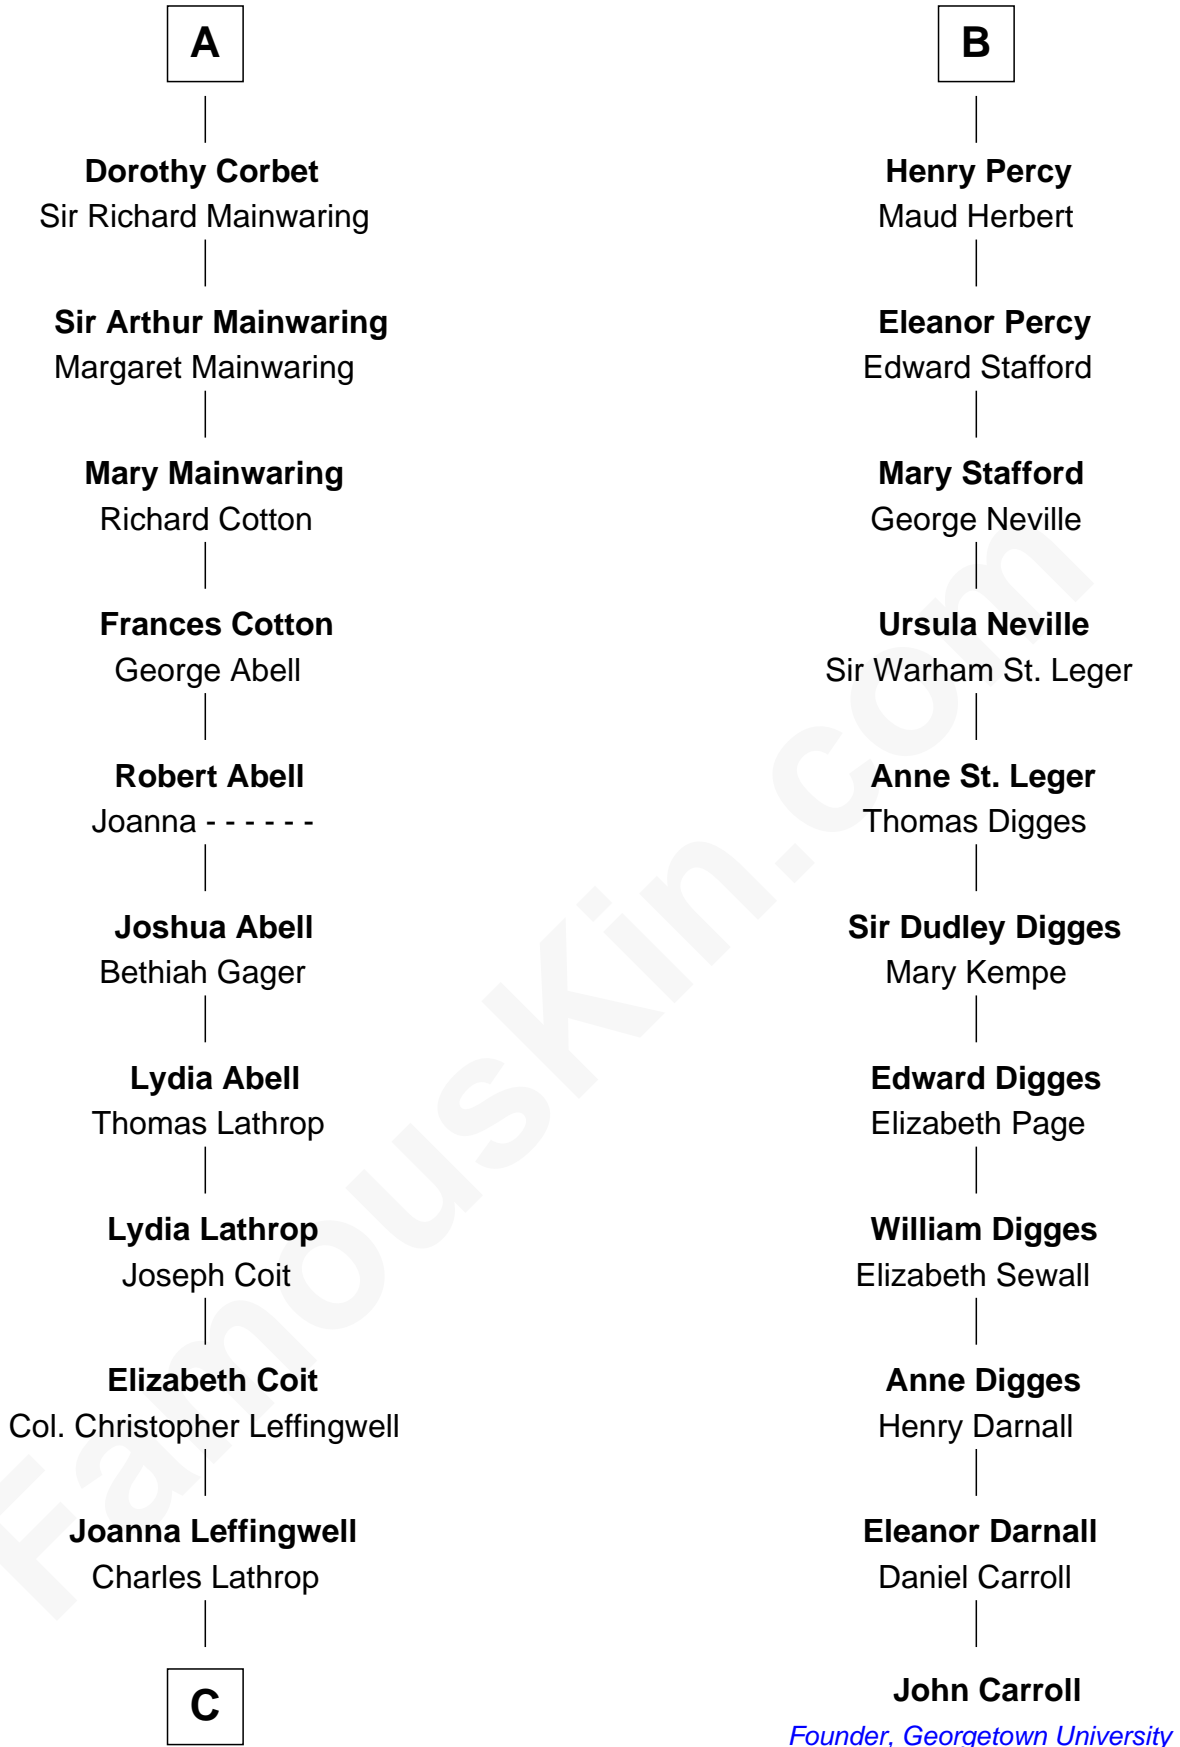 A
Dorothy Corbet
Sir Richard Mainwaring
Sir Arthur Mainwaring
Margaret Mainwaring
Mary Mainwaring
Richard Cotton
Frances Cotton
George Abell
Robert Abell
Joanna - - - - - -
Joshua Abell
Bethiah Gager
Lydia Abell
Thomas Lathrop
Lydia Lathrop
Joseph Coit
Elizabeth Coit
Col. Christopher Leffingwell
Joanna Leffingwell
Charles Lathrop
C
B
Henry Percy
Maud Herbert
Eleanor Percy
Edward Stafford
Mary Stafford
George Neville
Ursula Neville
Sir Warham St. Leger
Anne St. Leger
Thomas Digges
Sir Dudley Digges
Mary Kempe
Edward Digges
Elizabeth Page
William Digges
Elizabeth Sewall
Anne Digges
Henry Darnall
Eleanor Darnall
Daniel Carroll
John Carroll
Founder, Georgetown University
FamousKin.com